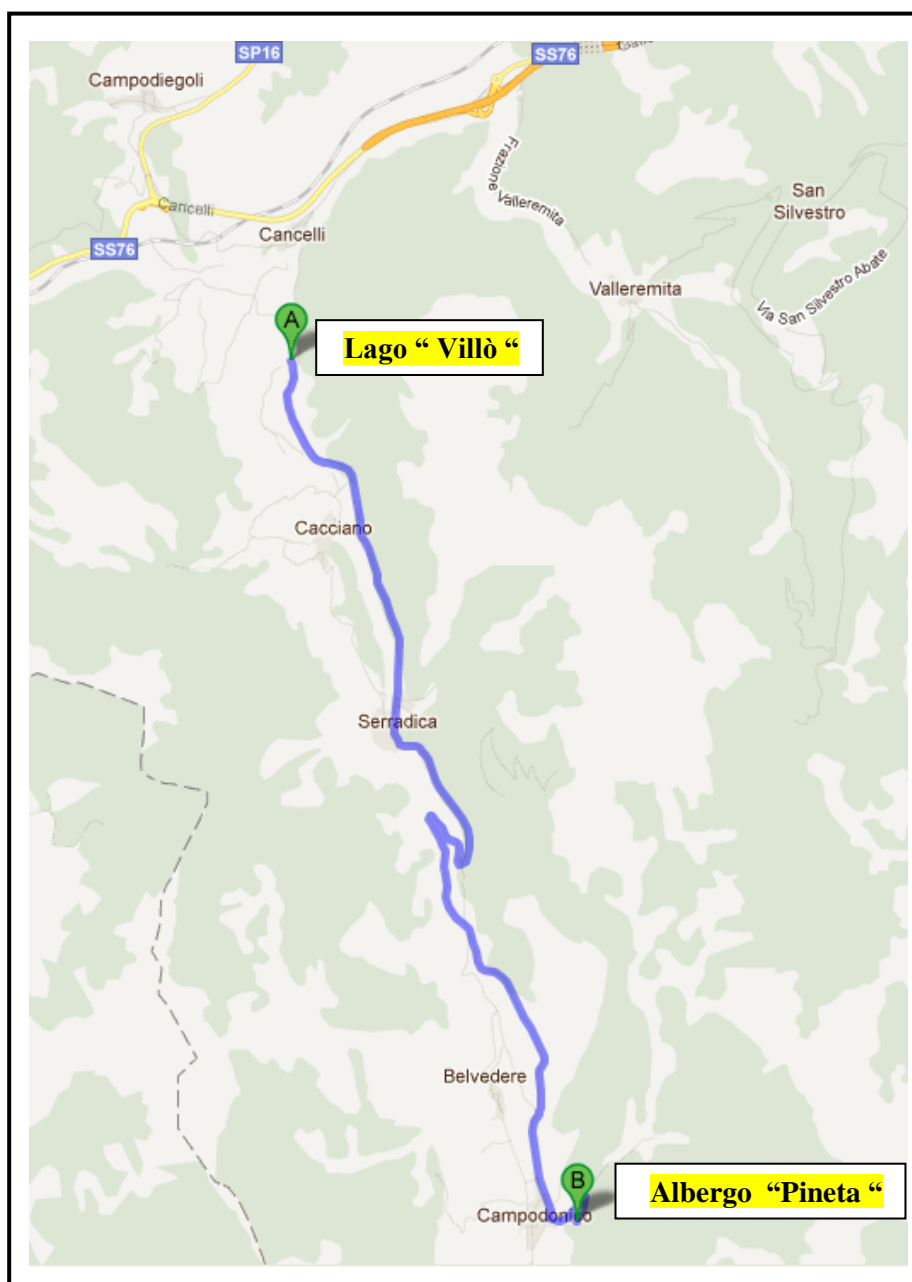 SP16
SS76
Campodiegoli
Frazione Valleremita
San
Silvestro
Cancelli
Cancelli
SS76
Valleremita
Via San Silvestro Abate
A
Lago “ Villò “
Cacciano
Serradica
Belvedere
B
Albergo “Pineta “
Campodonico